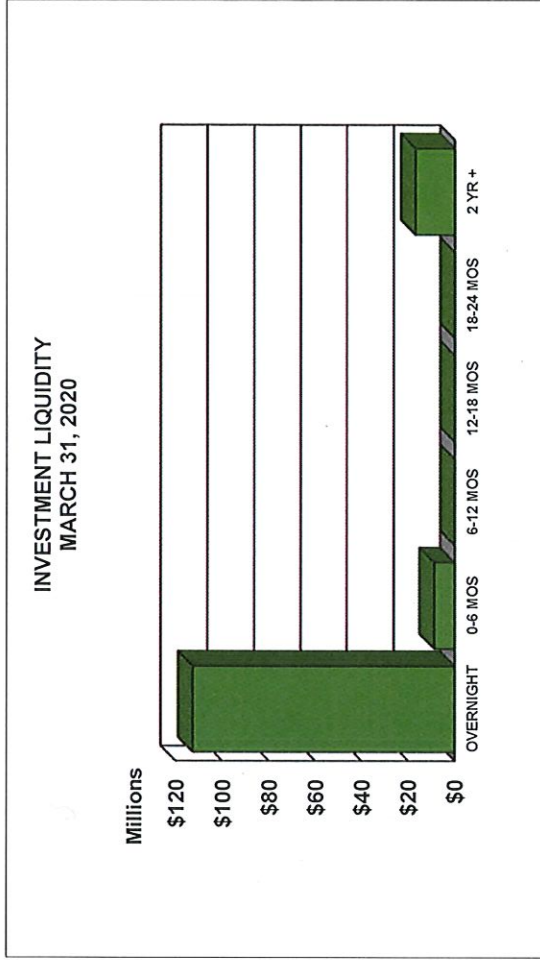 INVESTMENT LIQUIDITY
MARCH 31, 2020
Millions
$120
$100
$80
$60
$40
$20
$0
OVERNIGHT
0-6 MOS
6-12 MOS
12-18 MOS
18-24 MOS
2 YR +